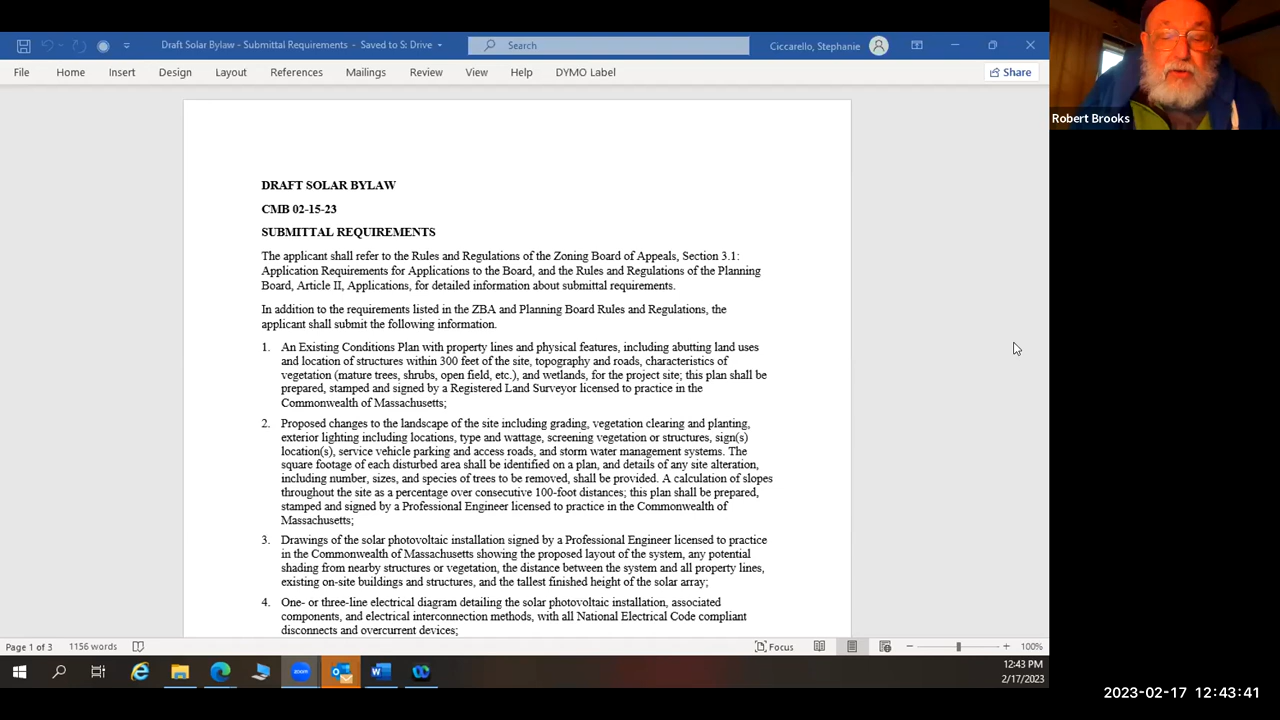 Draft Solar Bylaw - Submittal Requirements - Saved to S: Drive
Search
Ciccarello, Stephanie
File Home Insert Design Layout References Mailings Review View Help DYMO Label Share
Robert Brooks
DRAFT SOLAR BYLAW
CMB 02-15-23
SUBMITTAL REQUIREMENTS
The applicant shall refer to the Rules and Regulations of the Zoning Board of Appeals, Section 3.1:
Application Requirements for Applications to the Board, and the Rules and Regulations of the Planning
Board, Article II, Applications, for detailed information about submittal requirements.
In addition to the requirements listed in the ZBA and Planning Board Rules and Regulations, the
applicant shall submit the following information.
1. An Existing Conditions Plan with property lines and physical features, including abutting land uses
and location of structures within 300 feet of the site, topography and roads, characteristics of
vegetation (mature trees, shrubs, open field, etc.), and wetlands, for the project site; this plan shall be
prepared, stamped and signed by a Registered Land Surveyor licensed to practice in the
Commonwealth of Massachusetts;
2. Proposed changes to the landscape of the site including grading, vegetation clearing and planting,
exterior lighting including locations, type and wattage, screening vegetation or structures, sign(s)
location(s), service vehicle parking and access roads, and storm water management systems. The
square footage of each disturbed area shall be identified on a plan, and details of any site alteration,
including number, sizes, and species of trees to be removed, shall be provided. A calculation of slopes
throughout the site as a percentage over consecutive 100-foot distances; this plan shall be prepared,
stamped and signed by a Professional Engineer licensed to practice in the Commonwealth of
Massachusetts;
3. Drawings of the solar photovoltaic installation signed by a Professional Engineer licensed to practice
in the Commonwealth of Massachusetts showing the proposed layout of the system, any potential
shading from nearby structures or vegetation, the distance between the system and all property lines,
existing on-site buildings and structures, and the tallest finished height of the solar array;
4. One- or three-line electrical diagram detailing the solar photovoltaic installation, associated
components, and electrical interconnection methods, with all National Electrical Code compliant
disconnects and overcurrent devices;
Page 1 of 3 1156 words Focus 100%
zoom
12:43 PM
2/17/2023
2023-02-17 12:43:41